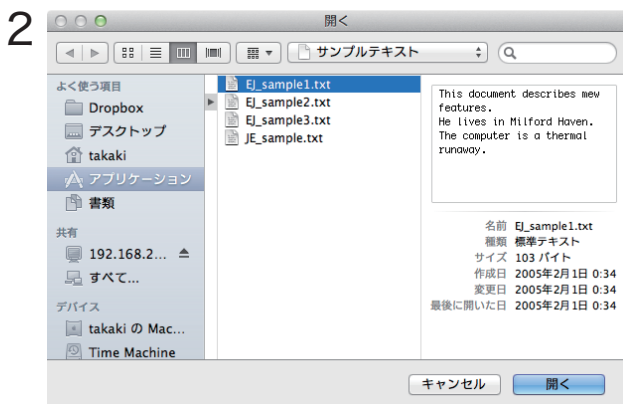 2
開く
サンプルテキスト
よく使う項目
Dropbox
デスクトップ
takaki
アプリケーション
書類
共有
192.168.2...
すべて...
デバイス
takaki の Mac...
Time Machine
EJ_sample1.txt
EJ_sample2.txt
EJ_sample3.txt
JE_sample.txt
This document describes mew
features.
He lives in Milford Haven.
The computer is a thermal
runaway.
名前 EJ_sample1.txt
種類 標準テキスト
サイズ 103 バイト
作成日 2005年2月1日 0:34
変更日 2005年2月1日 0:34
最後に開いた日 2005年2月1日 0:34
キャンセル
開く